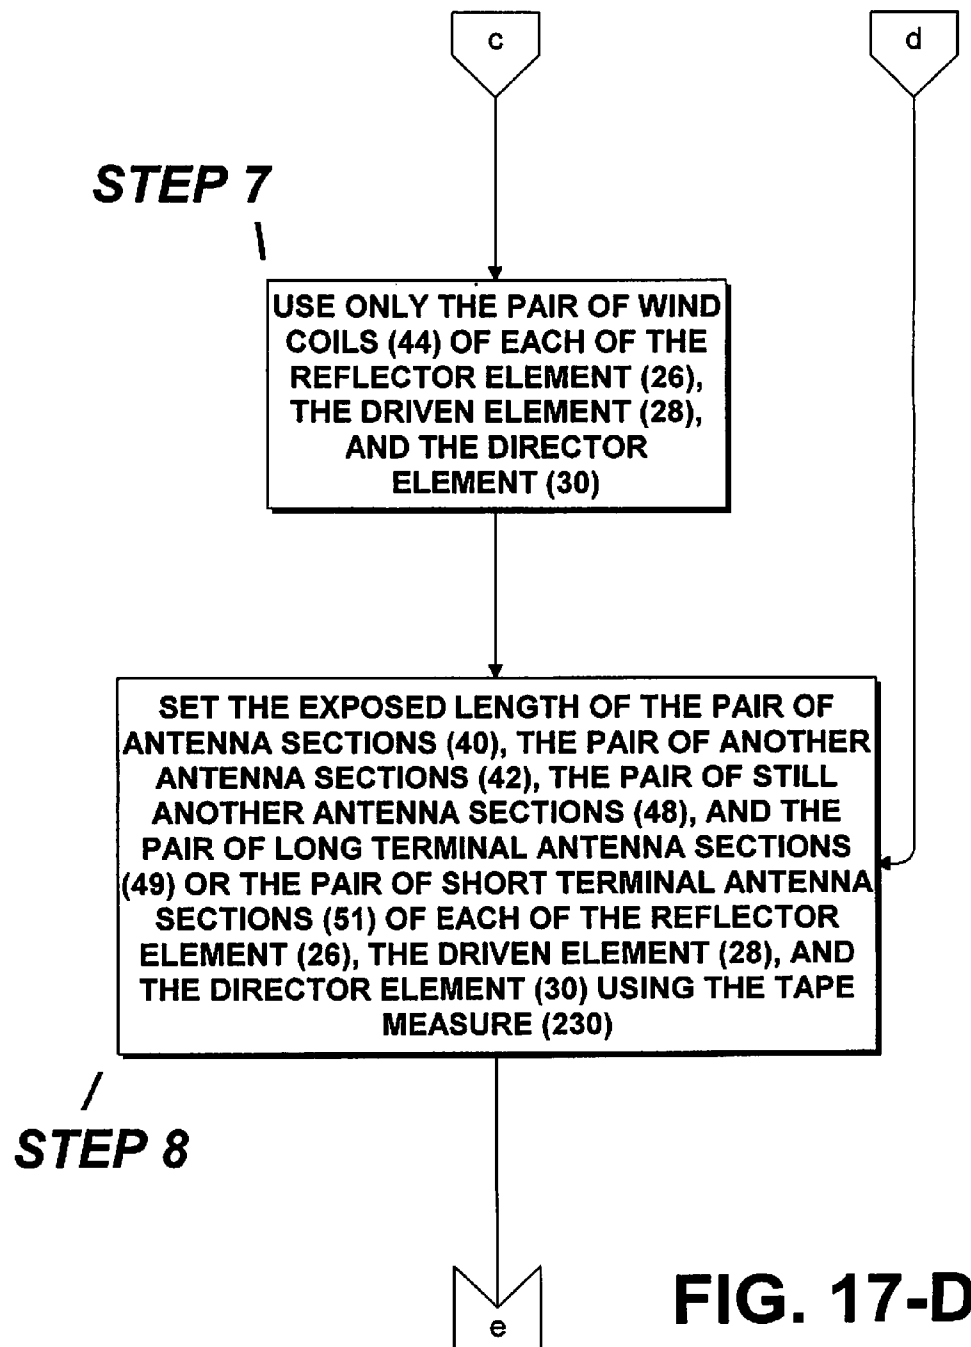 c
d
STEP 7
USE ONLY THE PAIR OF WIND
COILS (44) OF EACH OF THE
REFLECTOR ELEMENT (26),
THE DRIVEN ELEMENT (28),
AND THE DIRECTOR
ELEMENT (30)
SET THE EXPOSED LENGTH OF THE PAIR OF
ANTENNA SECTIONS (40), THE PAIR OF ANOTHER
ANTENNA SECTIONS (42), THE PAIR OF STILL
ANOTHER ANTENNA SECTIONS (48), AND THE
PAIR OF LONG TERMINAL ANTENNA SECTIONS
(49) OR THE PAIR OF SHORT TERMINAL ANTENNA
SECTIONS (51) OF EACH OF THE REFLECTOR
ELEMENT (26), THE DRIVEN ELEMENT (28), AND
THE DIRECTOR ELEMENT (30) USING THE TAPE
MEASURE (230)
STEP 8
e
FIG. 17-D